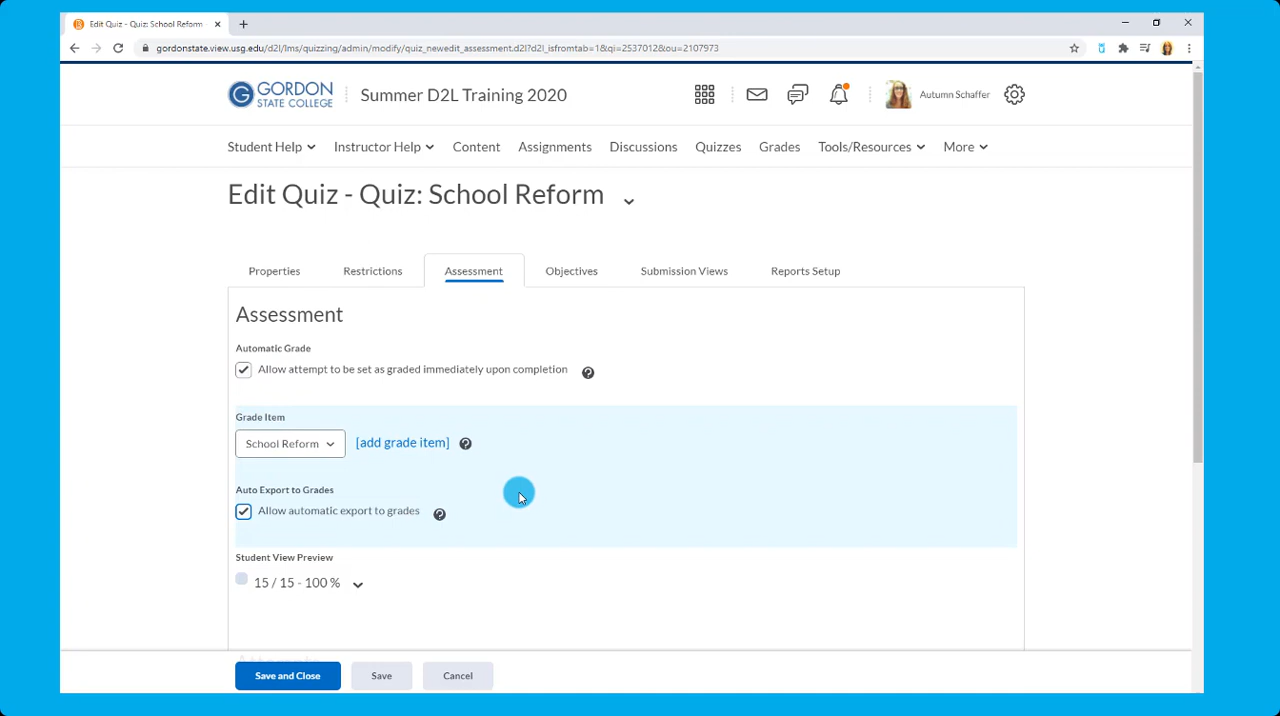 Edit Quiz - Quiz: School Reform
gordonstate.view.usg.edu/d2l/lms/quizzing/admin/modify/quiz_newedit_assessment.d2l?d2l_isfromtab=1&qi=2537012&ou=2107973
GORDON
STATE COLLEGE
Summer D2L Training 2020
Autumn Schaffer
Student Help Instructor Help Content Assignments Discussions Quizzes Grades Tools/Resources More
Edit Quiz - Quiz: School Reform
Properties Restrictions Assessment Objectives Submission Views Reports Setup
Assessment
Automatic Grade
Allow attempt to be set as graded immediately upon completion
Grade Item
School Reform [add grade item]
Auto Export to Grades
Allow automatic export to grades
Student View Preview
15 / 15 - 100 %
Save and Close Save Cancel